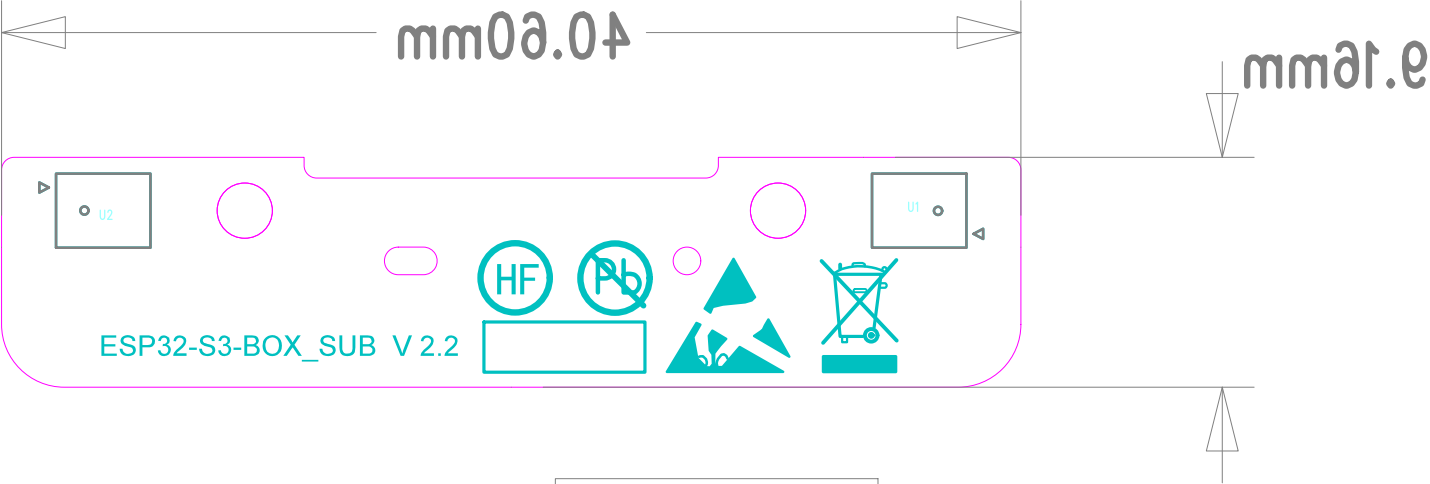 40.60mm
9.16mm
U2
U1
HF
Pb
ESP32-S3-BOX_SUB V 2.2